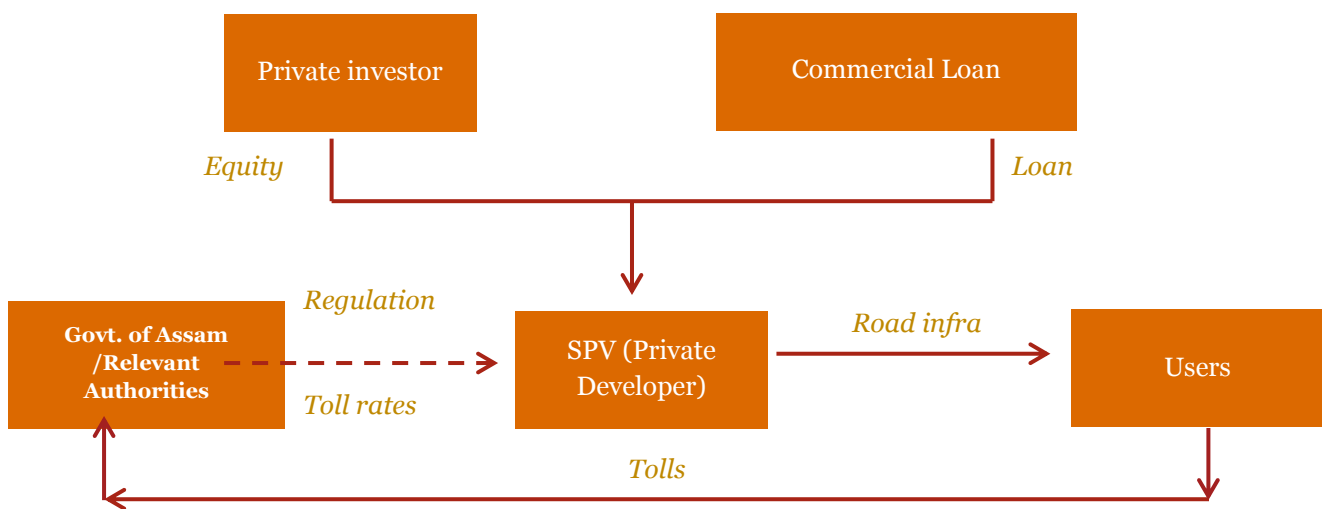 Private investor
Commercial Loan
Equity
Loan
Regulation
Govt. of Assam
/Relevant
Authorities
Toll rates
SPV (Private
Developer)
Road infra
Users
Tolls